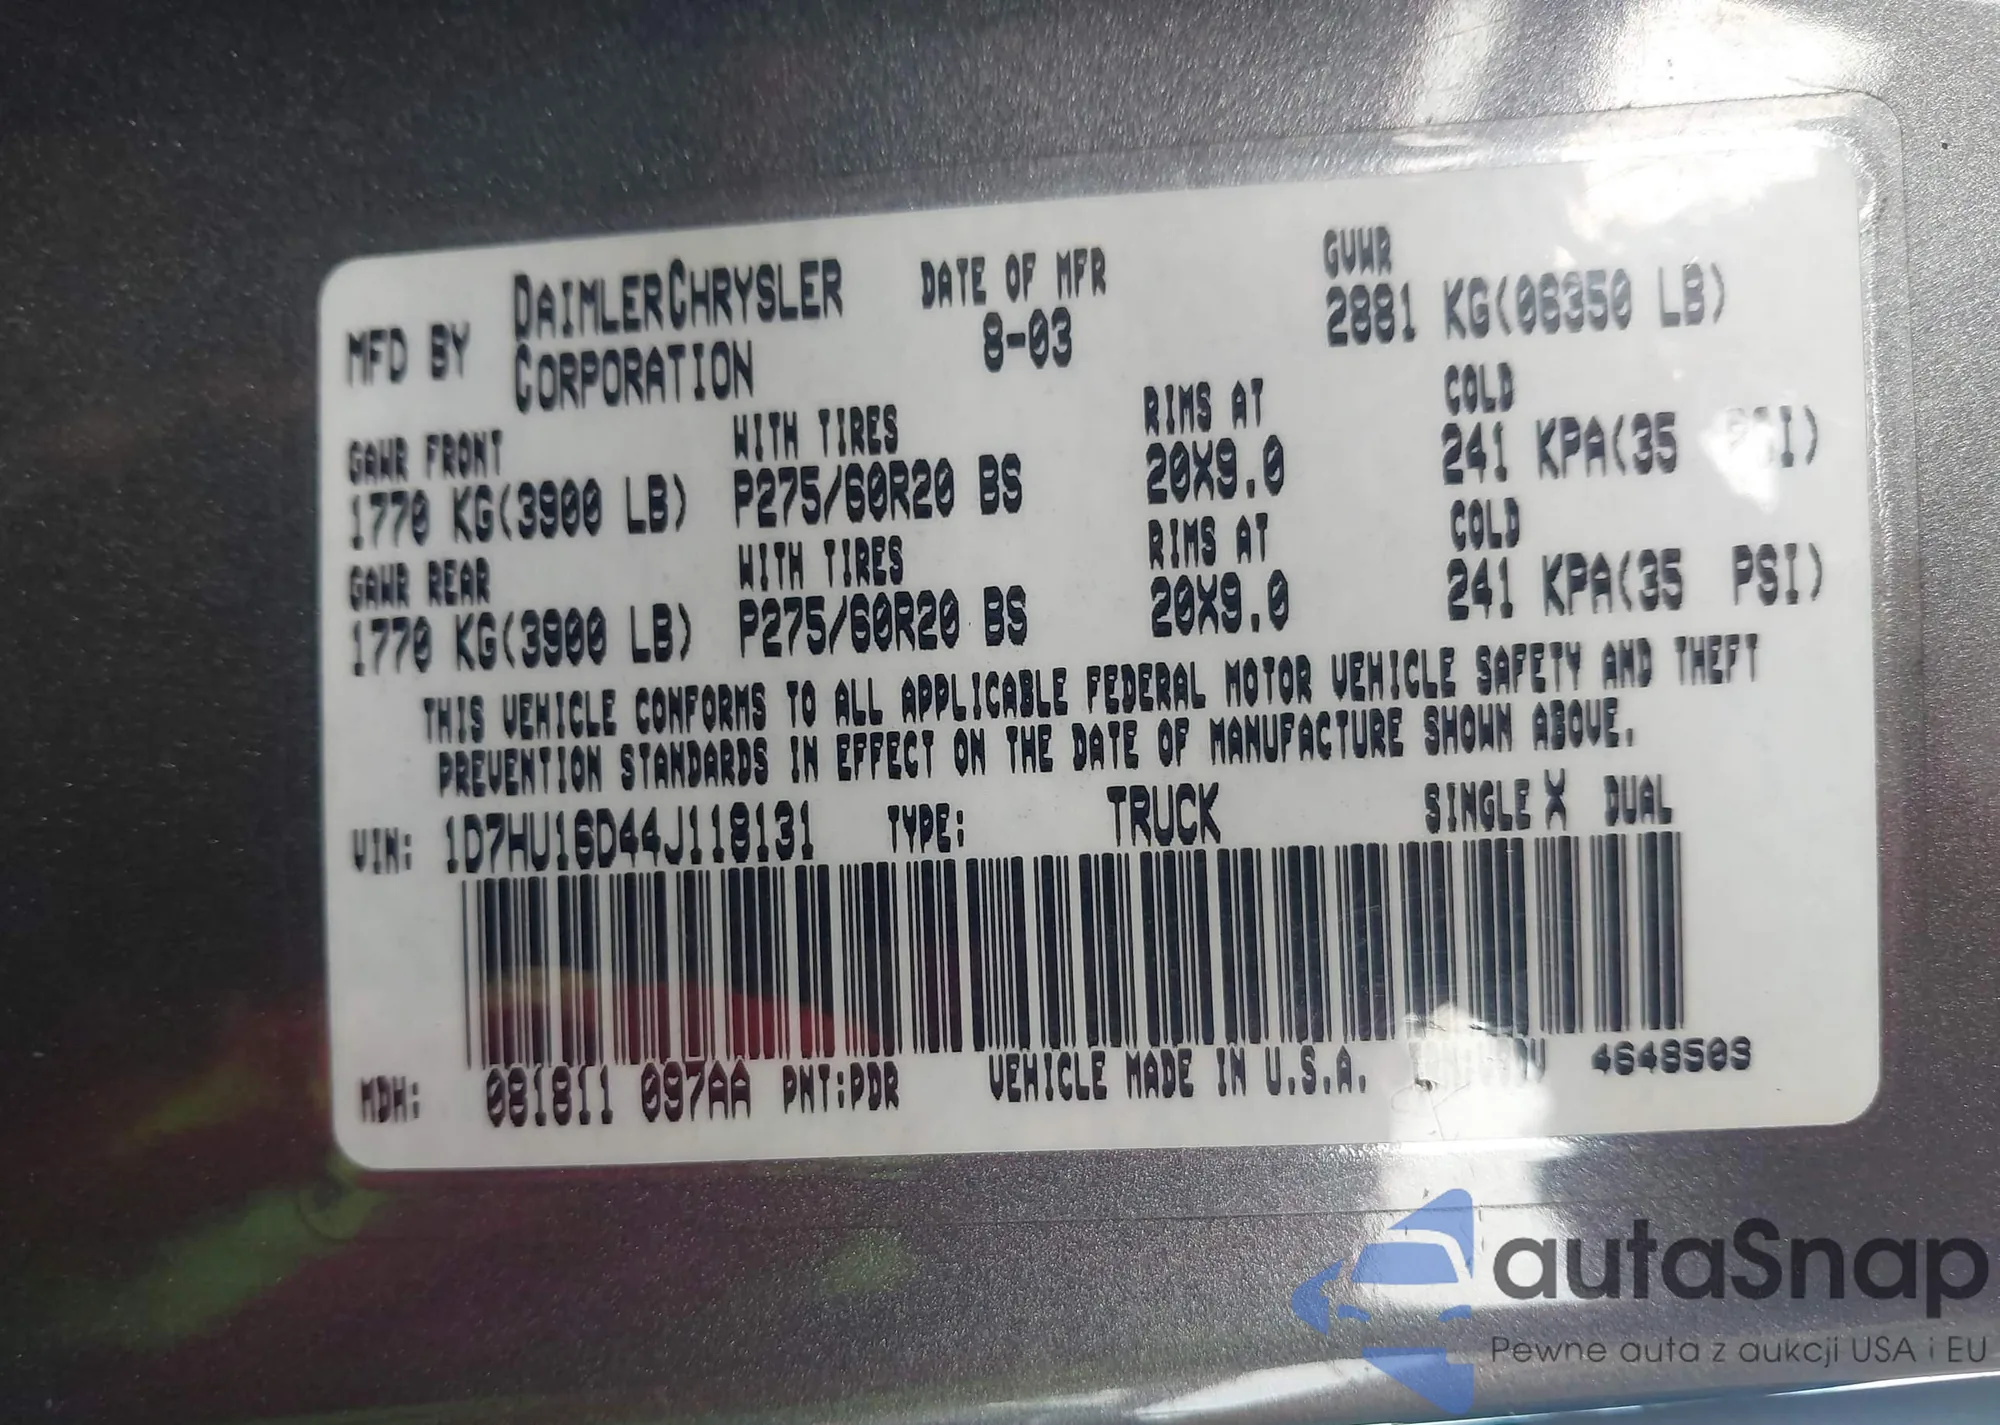 MFD BY DAIMLERCHRYSLER CORPORATION
DATE OF MFR
8-03
GVWR
2881 KG(06350 LB)
GAWR FRONT WITH TIRES RIMS AT COLD
1770 KG(3900 LB) P275/60R20 BS 20X9.0 241 KPA(35 PSI)
GAWR REAR WITH TIRES RIMS AT COLD
1770 KG(3900 LB) P275/60R20 BS 20X9.0 241 KPA(35 PSI)
THIS VEHICLE CONFORMS TO ALL APPLICABLE FEDERAL MOTOR VEHICLE SAFETY AND THEFT
PREVENTION STANDARDS IN EFFECT ON THE DATE OF MANUFACTURE SHOWN ABOVE.
VIN: 1D7HU16D44J118131 TYPE: TRUCK SINGLE X DUAL
MDH: 081811 097AA PNT:PDR VEHICLE MADE IN U.S.A.
autaSnap
Pewne auta z aukcji USA i EU